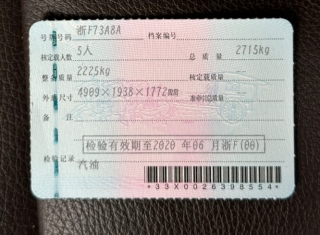 号牌号码 浙F73A8A 档案编号
核定载人数 5人 总质量 2715kg
整备质量 2225kg 核定载质量
外廓尺寸 4909×1938×1772mm 准牵引总质量
备注
检验有效期至2020 年06 月浙F(00)
检验记录 汽油
*33X0026398554*